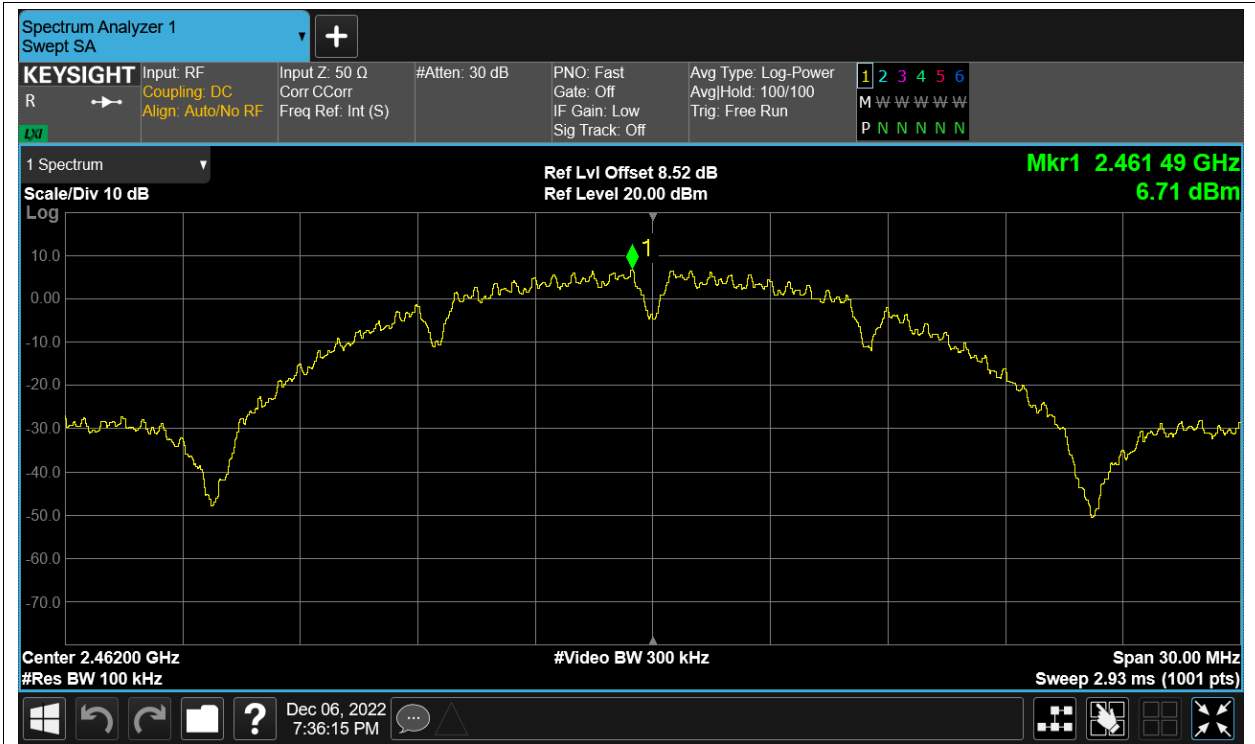 Spectrum Analyzer 1
Swept SA
+
KEYSIGHT
R
LXI
Input: RF
Coupling: DC
Align: Auto/No RF
Input Z: 50 Ω
Corr CCorr
Freq Ref: Int (S)
#Atten: 30 dB
PNO: Fast
Gate: Off
IF Gain: Low
Sig Track: Off
Avg Type: Log-Power
Avg|Hold: 100/100
Trig: Free Run
1 2 3 4 5 6
M W W W W W
P N N N N N
1 Spectrum
Scale/Div 10 dB
Log
Ref Lvl Offset 8.52 dB
Ref Level 20.00 dBm
Mkr1 2.461 49 GHz
6.71 dBm
1
10.0
0.00
-10.0
-20.0
-30.0
-40.0
-50.0
-60.0
-70.0
Center 2.46200 GHz
#Res BW 100 kHz
#Video BW 300 kHz
Span 30.00 MHz
Sweep 2.93 ms (1001 pts)
?
Dec 06, 2022
7:36:15 PM